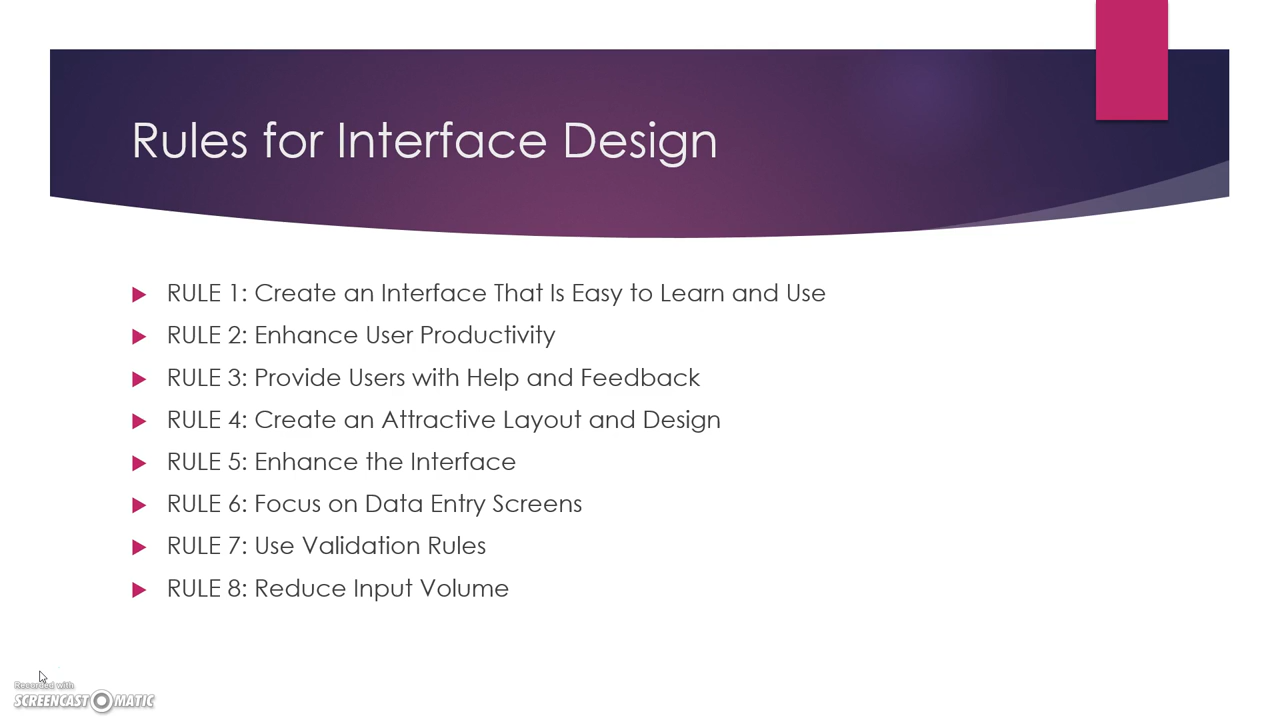 Rules for Interface Design
RULE 1: Create an Interface That Is Easy to Learn and Use
RULE 2: Enhance User Productivity
RULE 3: Provide Users with Help and Feedback
RULE 4: Create an Attractive Layout and Design
RULE 5: Enhance the Interface
RULE 6: Focus on Data Entry Screens
RULE 7: Use Validation Rules
RULE 8: Reduce Input Volume
Recorded with
SCREENCAST MATIC